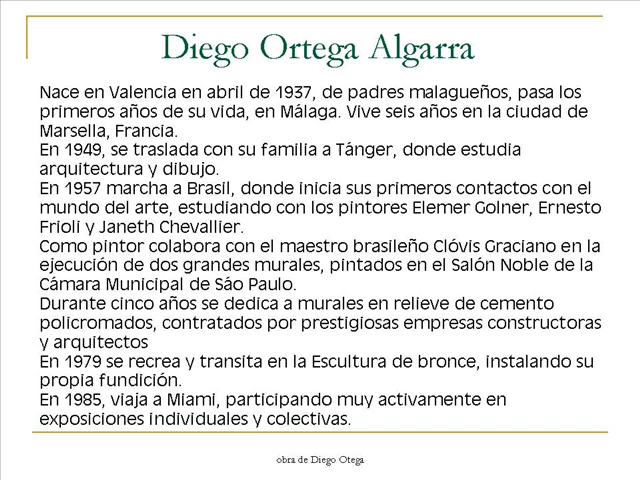 Diego Ortega Algarra
Nace en Valencia en abril de 1937, de padres malagueños, pasa los
primeros años de su vida, en Málaga. Vive seis años en la ciudad de
Marsella, Francia.
En 1949, se traslada con su familia a Tánger, donde estudia
arquitectura y dibujo.
En 1957 marcha a Brasil, donde inicia sus primeros contactos con el
mundo del arte, estudiando con los pintores Elemer Golner, Ernesto
Frioli y Janeth Chevallier.
Como pintor colabora con el maestro brasileño Clóvis Graciano en la
ejecución de dos grandes murales, pintados en el Salón Noble de la
Cámara Municipal de Sáo Paulo.
Durante cinco años se dedica a murales en relieve de cemento
policromados, contratados por prestigiosas empresas constructoras
y arquitectos
En 1979 se recrea y transita en la Escultura de bronce, instalando su
propia fundición.
En 1985, viaja a Miami, participando muy activamente en
exposiciones individuales y colectivas.
obra de Diego Otega